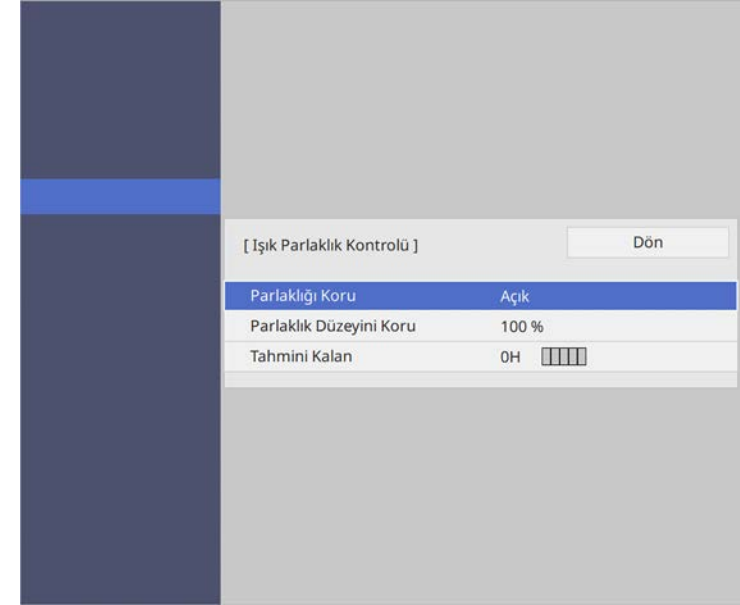 [ Işık Parlaklık Kontrolü ] Dön
Parlaklığı Koru Açık
Parlaklık Düzeyini Koru 100 %
Tahmini Kalan 0H